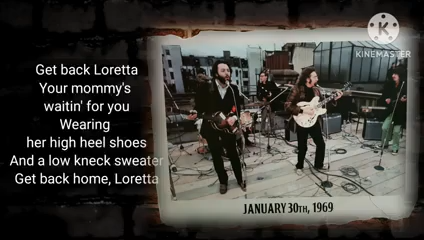 KINEMASTER
Get back Loretta
Your mommy's
waitin' for you
Wearing
her high heel shoes
And a low kneck sweater
Get back home, Loretta
JANUARY 30TH, 1969